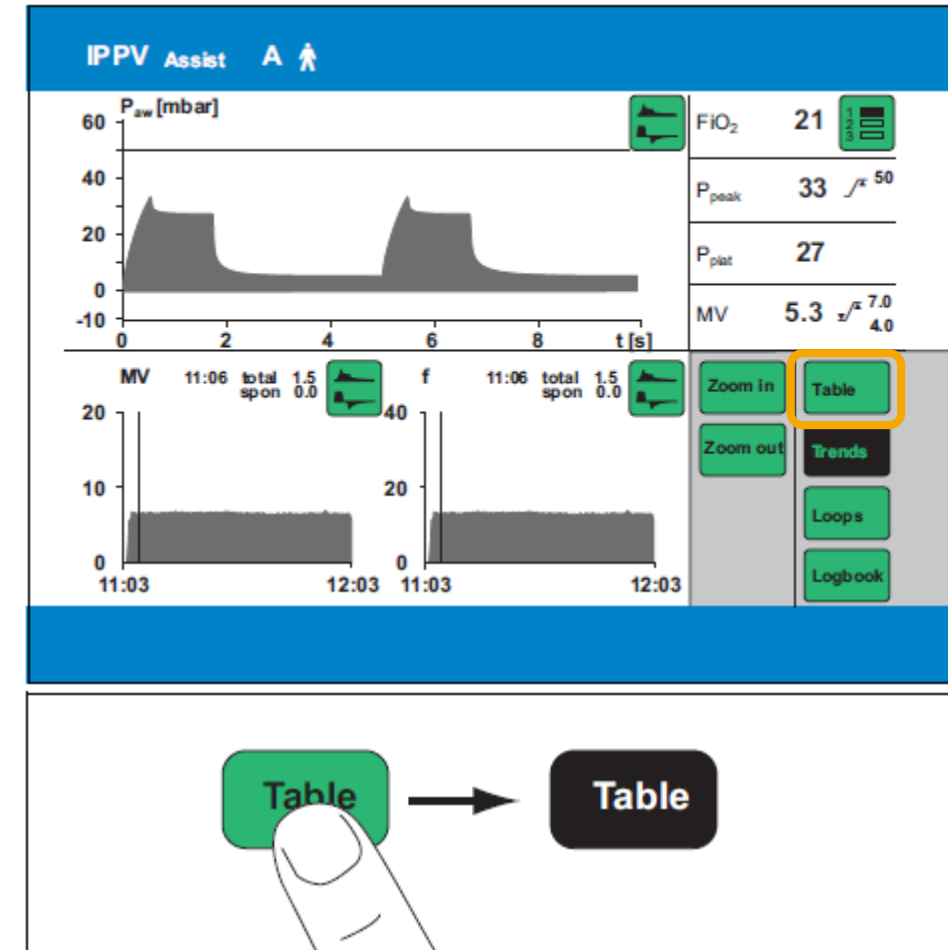 IPPV Assist A
Paw [mbar]
60
40
20
0
-10
0 2 4 6 8 t [s]
FiO2 21 1 2 3
Ppeak 33 50
Pplat 27
MV 5.3 7.0 4.0
MV 11:06 total 1.5
spon 0.0
20
10
0
11:03 12:03
f 11:06 total 1.5
spon 0.0
40
20
0
11:03 12:03
Zoom in Table
Zoom out Trends
Loops
Logbook
Table Table